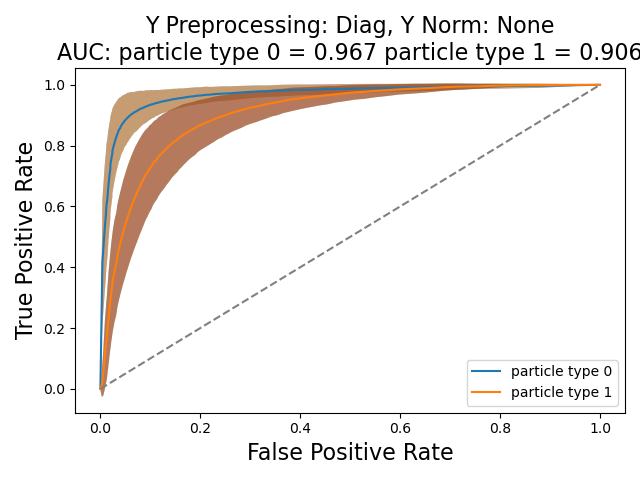 Y Preprocessing: Diag, Y Norm: None
AUC: particle type 0 = 0.967 particle type 1 = 0.906
1.0
0.8
0.6
0.4
0.2
0.0
True Positive Rate
particle type 0
particle type 1
0.0 0.2 0.4 0.6 0.8 1.0
False Positive Rate